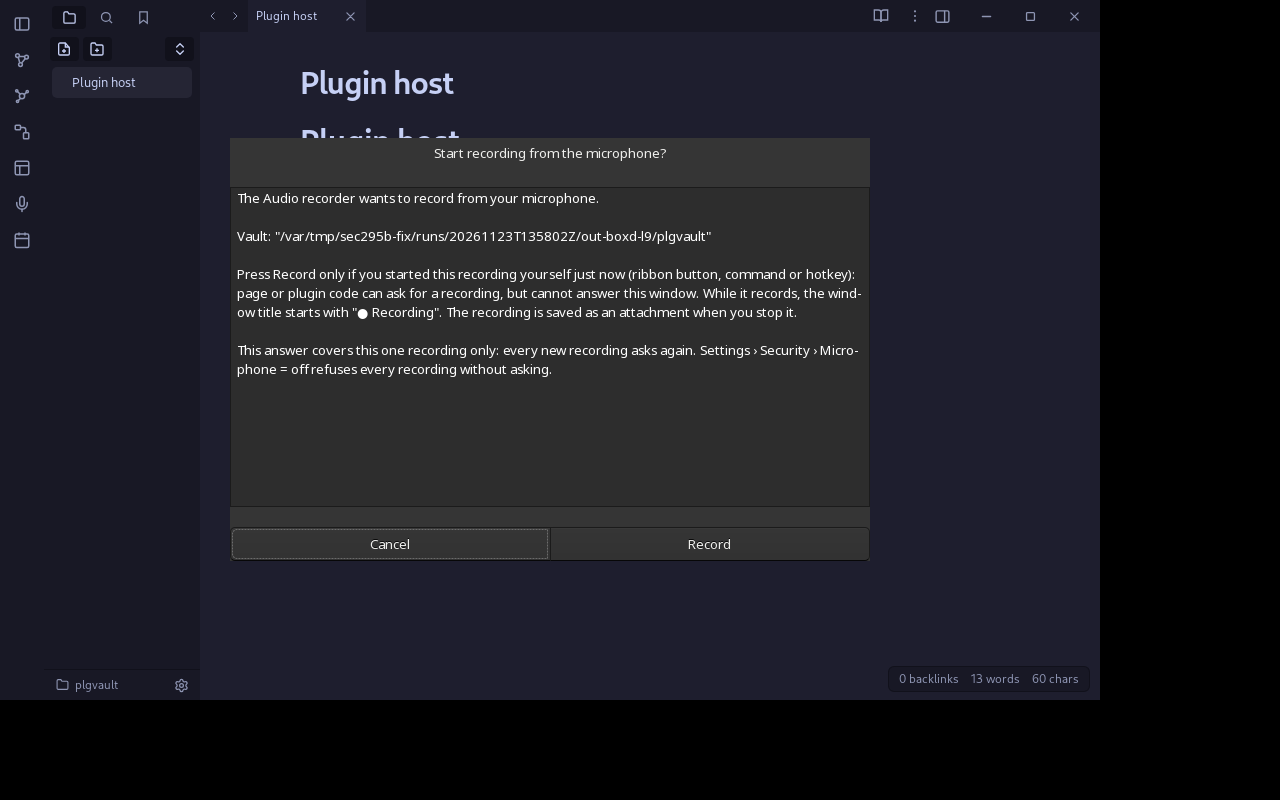 Plugin host
Plugin host
Plugin host
Plugin host
Start recording from the microphone?
The Audio recorder wants to record from your microphone.
Vault: "/var/tmp/sec295b-fix/runs/20261123T135802Z/out-boxd-l9/plgvault"
Press Record only if you started this recording yourself just now (ribbon button, command or hotkey):
page or plugin code can ask for a recording, but cannot answer this window. While it records, the wind-
ow title starts with "● Recording". The recording is saved as an attachment when you stop it.
This answer covers this one recording only: every new recording asks again. Settings › Security › Micro-
phone = off refuses every recording without asking.
Cancel
Record
plgvault
0 backlinks 13 words 60 chars